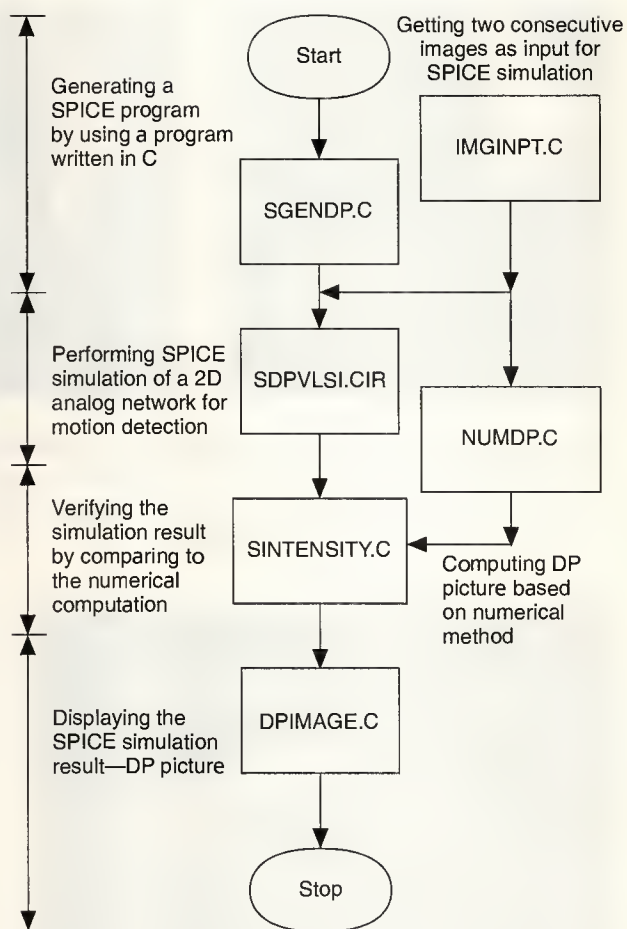 Start
Getting two consecutive
images as input for
SPICE simulation
Generating a
SPICE program
by using a program
written in C
IMGINPT.C
SGENDP.C
Performing SPICE
simulation of a 2D
analog network for
motion detection
SDPVLSI.CIR
NUMDP.C
Verifying the
simulation result
by comparing to
the numerical
computation
SINTENSITY.C
Computing DP
picture based
on numerical
method
Displaying the
SPICE simulation
result—DP picture
DPIMAGE.C
Stop